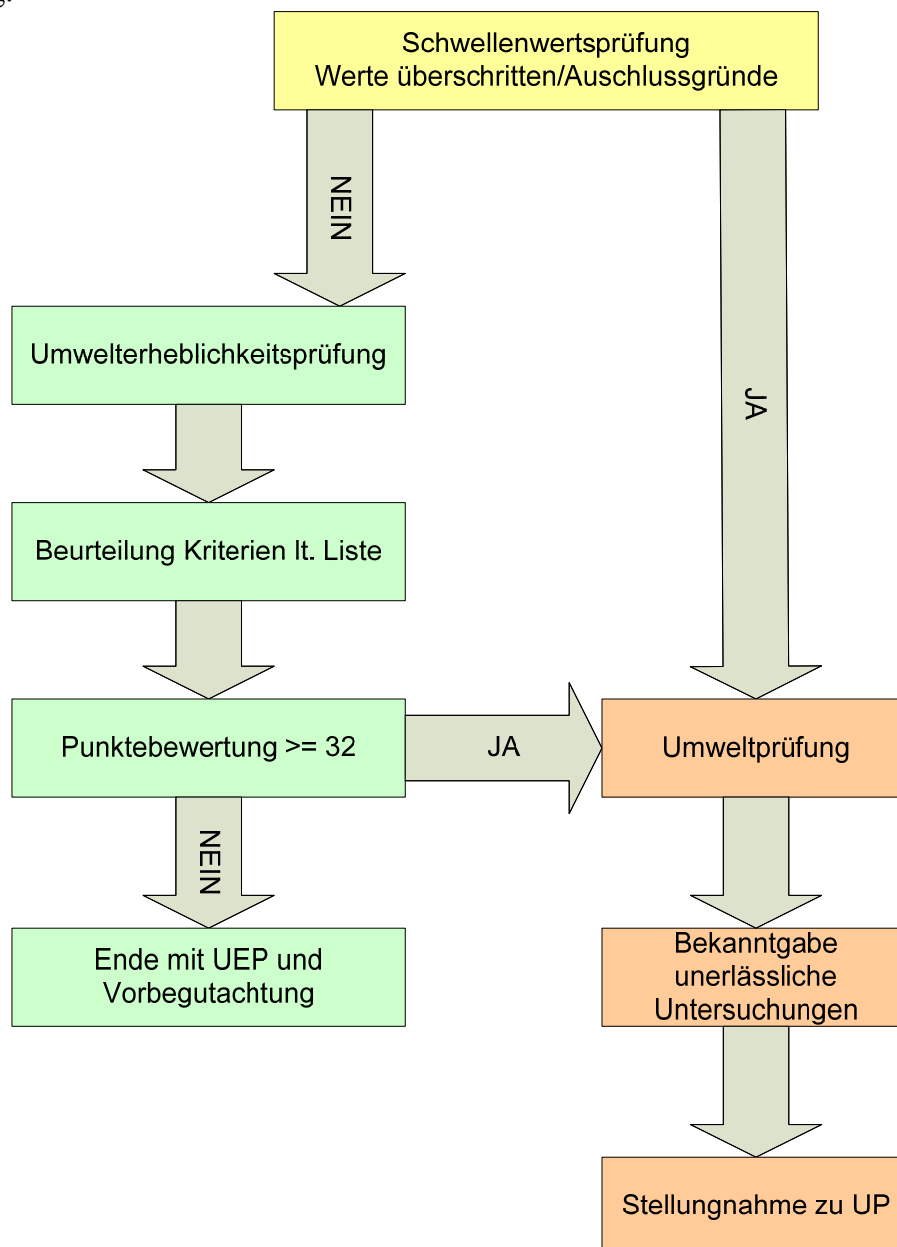 Schwellenwertsprüfung
Werte überschritten/Auschlussgründe
NEIN
JA
Umwelterheblichkeitsprüfung
Beurteilung Kriterien lt. Liste
Punktebewertung >= 32
JA
Umweltprüfung
NEIN
Ende mit UEP und
Vorbegutachtung
Bekanntgabe
unerlässliche
Untersuchungen
Stellungnahme zu UP